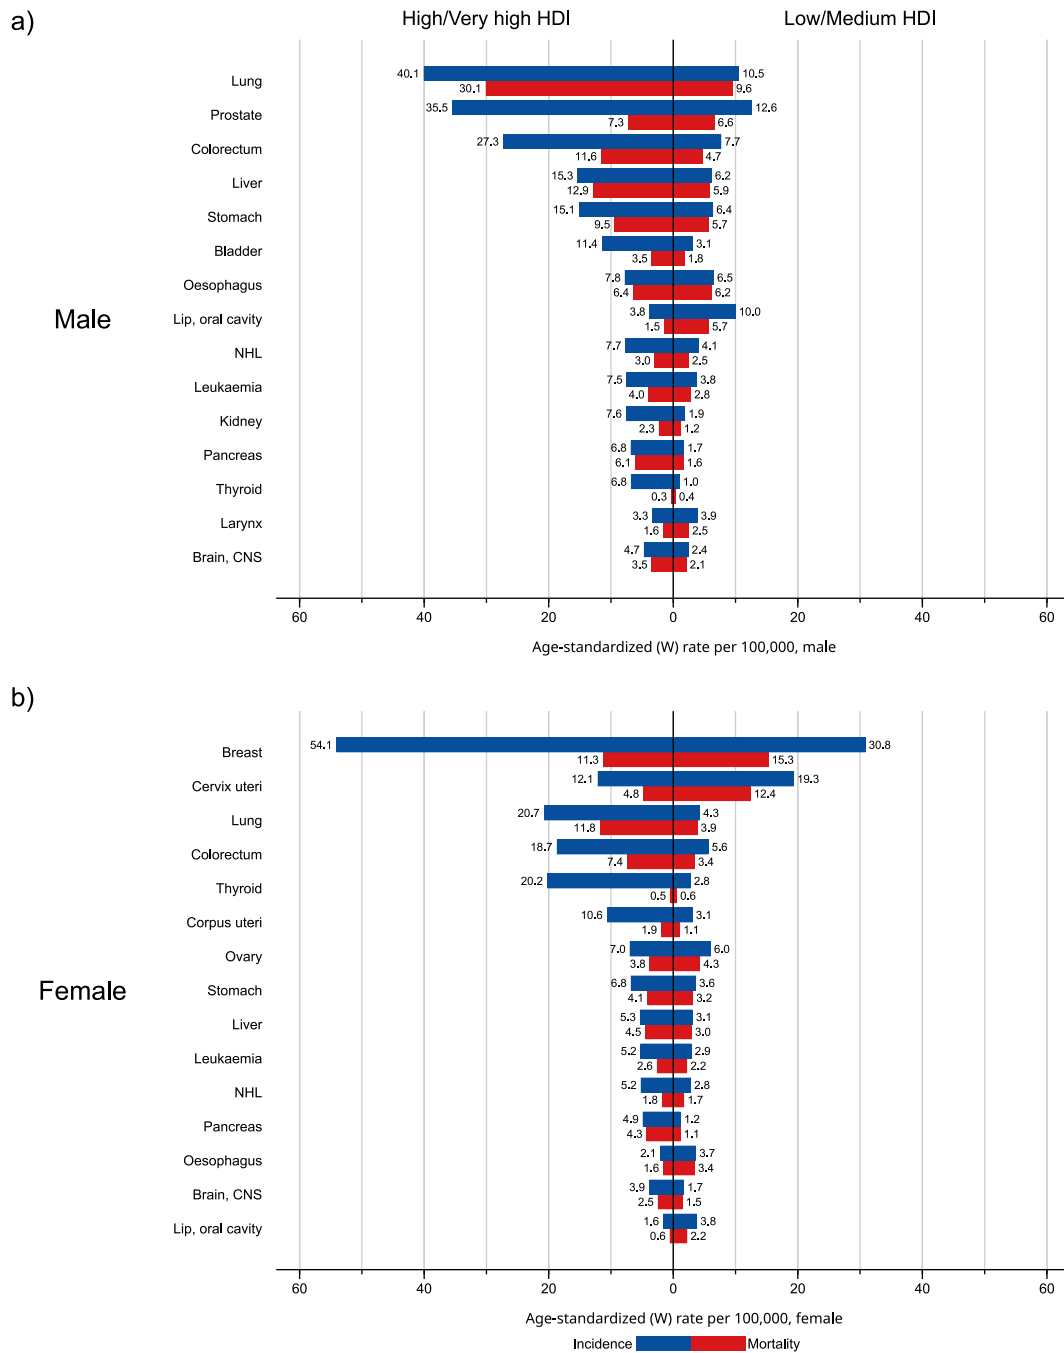 a)
High/Very high HDI Low/Medium HDI
Male
Lung 40.1 10.5
30.1 9.6
Prostate 35.5 12.6
7.3 6.6
Colorectum 27.3 7.7
11.6 4.7
Liver 15.3 6.2
12.9 5.9
Stomach 15.1 6.4
9.5 5.7
Bladder 11.4 3.1
3.5 1.8
Oesophagus 7.8 6.5
6.4 6.2
Lip, oral cavity 3.8 10.0
1.5 5.7
NHL 7.7 4.1
3.0 2.5
Leukaemia 7.5 3.8
4.0 2.8
Kidney 7.6 1.9
2.3 1.2
Pancreas 6.8 1.7
6.1 1.6
Thyroid 6.8 1.0
0.3 0.4
Larynx 3.3 3.9
1.6 2.5
Brain, CNS 4.7 2.4
3.5 2.1
60 40 20 0 20 40 60
Age-standardized (W) rate per 100,000, male
b)
Female
Breast 54.1 30.8
11.3 15.3
Cervix uteri 12.1 19.3
4.8 12.4
Lung 20.7 4.3
11.8 3.9
Colorectum 18.7 5.6
7.4 3.4
Thyroid 20.2 2.8
0.5 0.6
Corpus uteri 10.6 3.1
1.9 1.1
Ovary 7.0 6.0
3.8 4.3
Stomach 6.8 3.6
4.1 3.2
Liver 5.3 3.1
4.5 3.0
Leukaemia 5.2 2.9
2.6 2.2
NHL 5.2 2.8
1.8 1.7
Pancreas 4.9 1.2
4.3 1.1
Oesophagus 2.1 3.7
1.6 3.4
Brain, CNS 3.9 1.7
2.5 1.5
Lip, oral cavity 1.6 3.8
0.6 2.2
60 40 20 0 20 40 60
Age-standardized (W) rate per 100,000, female
Incidence Mortality